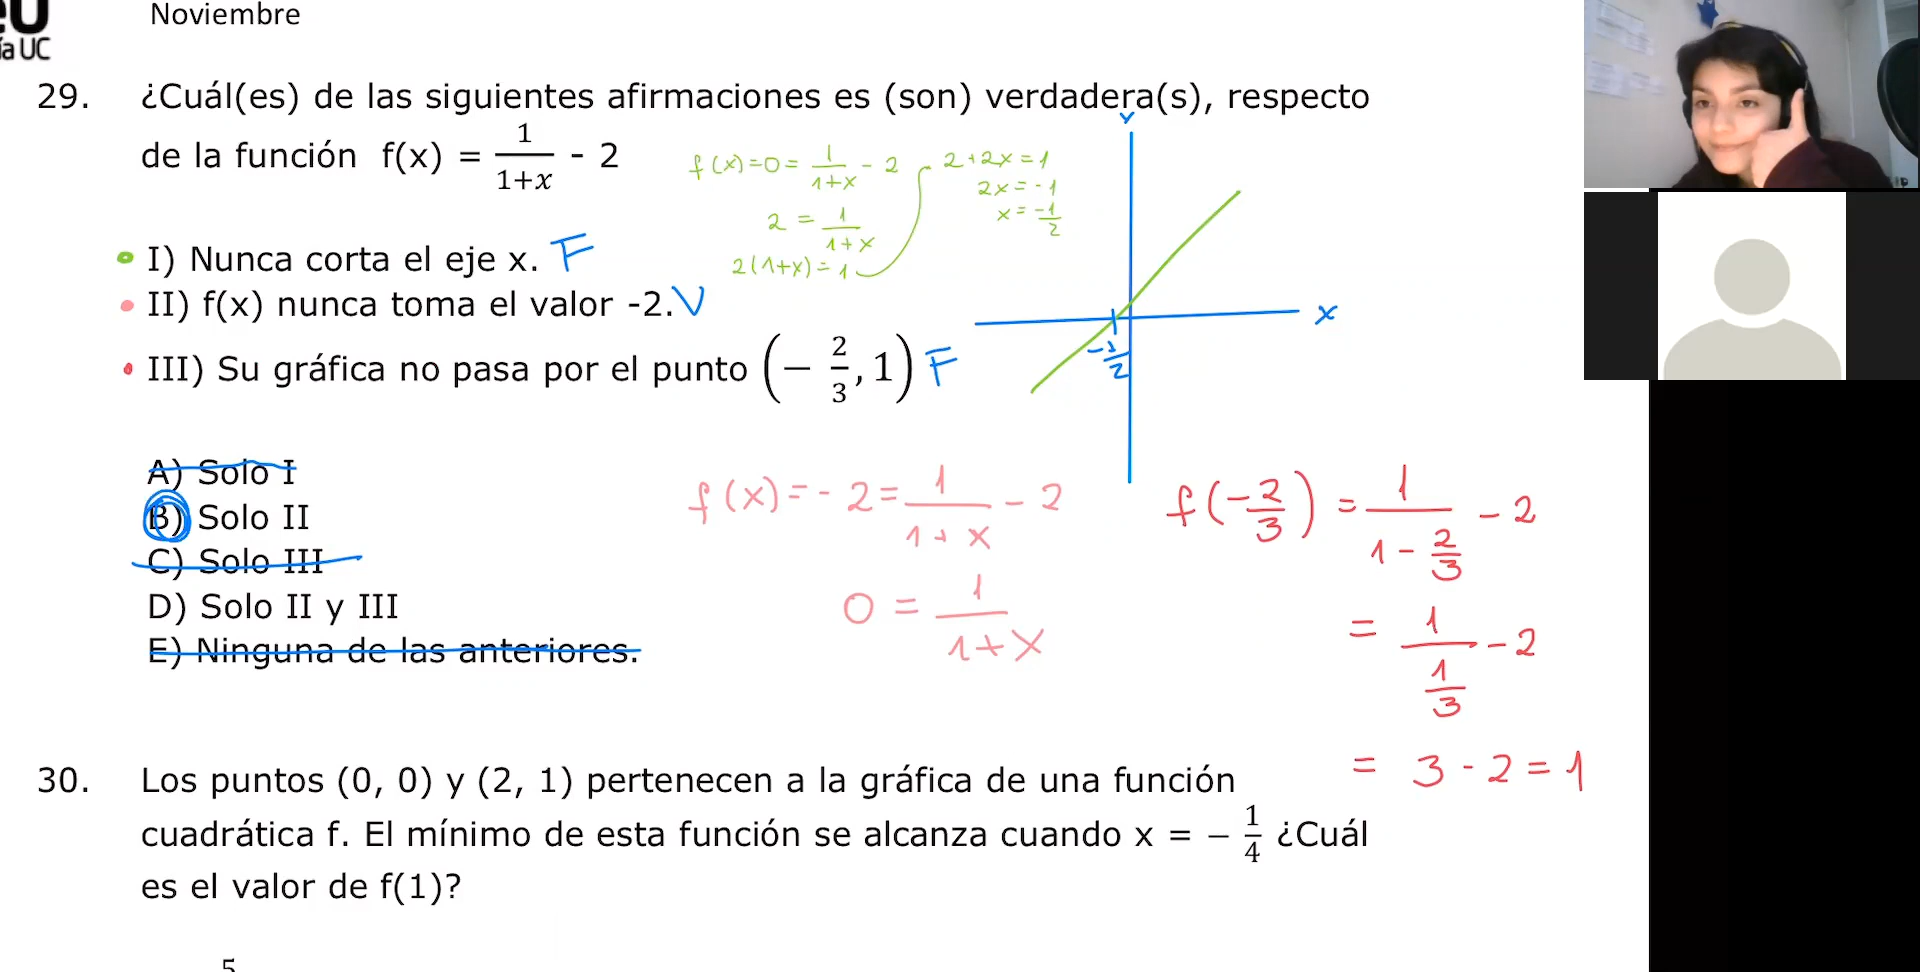 Noviembre
eU
ía UC
29. ¿Cuál(es) de las siguientes afirmaciones es (son) verdadera(s), respecto
de la función f(x) = 1/(1+x) - 2
f(x)=0= 1/(1+x) - 2
2 = 1/(1+x)
2(1+x)=1
2+2x=1
2x=-1
x=-1/2
I) Nunca corta el eje x. F
II) f(x) nunca toma el valor -2. V
III) Su gráfica no pasa por el punto (− 2/3, 1) F
Y
X
-1/2
A) Solo I
B) Solo II
C) Solo III
D) Solo II y III
E) Ninguna de las anteriores.
f(x)=-2= 1/(1+x) - 2
0 = 1/(1+x)
f(-2/3) = 1/(1-2/3) - 2
= 1/(1/3) - 2
= 3-2=1
30. Los puntos (0, 0) y (2, 1) pertenecen a la gráfica de una función
cuadrática f. El mínimo de esta función se alcanza cuando x = − 1/4 ¿Cuál
es el valor de f(1)?
5